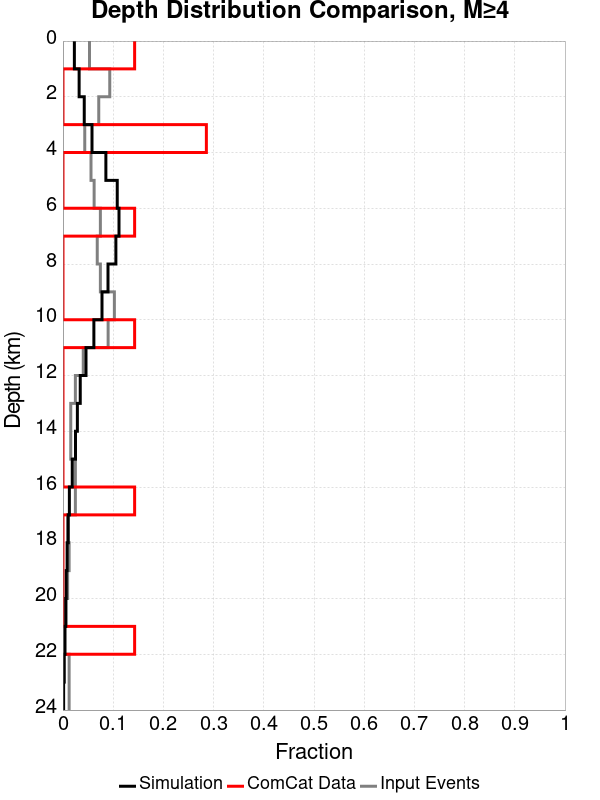 Depth Distribution Comparison, M≥4
0
2
4
6
8
10
12
14
16
18
20
22
24
Depth (km)
0 0.1 0.2 0.3 0.4 0.5 0.6 0.7 0.8 0.9 1
Fraction
Simulation ComCat Data Input Events